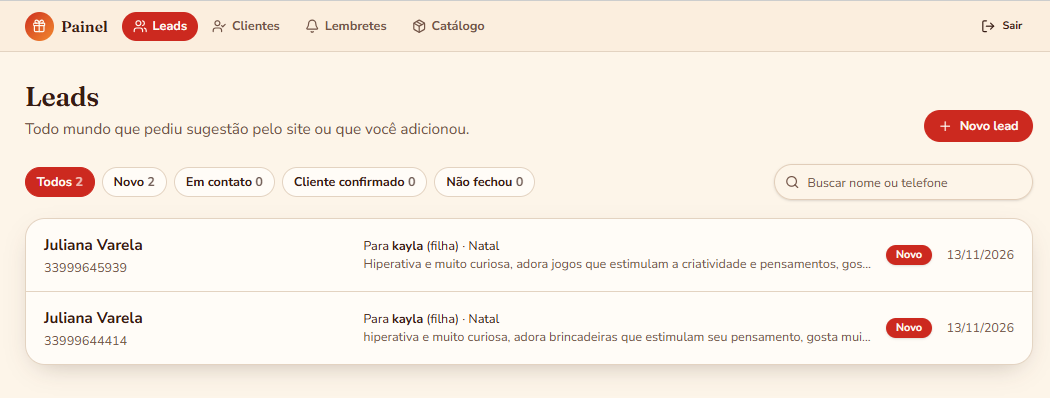 Painel Leads Clientes Lembretes Catálogo Sair
Leads
Todo mundo que pediu sugestão pelo site ou que você adicionou.
+ Novo lead
Todos 2 Novo 2 Em contato 0 Cliente confirmado 0 Não fechou 0 Buscar nome ou telefone
Juliana Varela
33999645939
Para kayla (filha) · Natal
Hiperativa e muito curiosa, adora jogos que estimulam a criatividade e pensamentos, gos...
Novo 13/11/2026
Juliana Varela
33999644414
Para kayla (filha) · Natal
hiperativa e muito curiosa, adora brincadeiras que estimulam seu pensamento, gosta mui...
Novo 13/11/2026